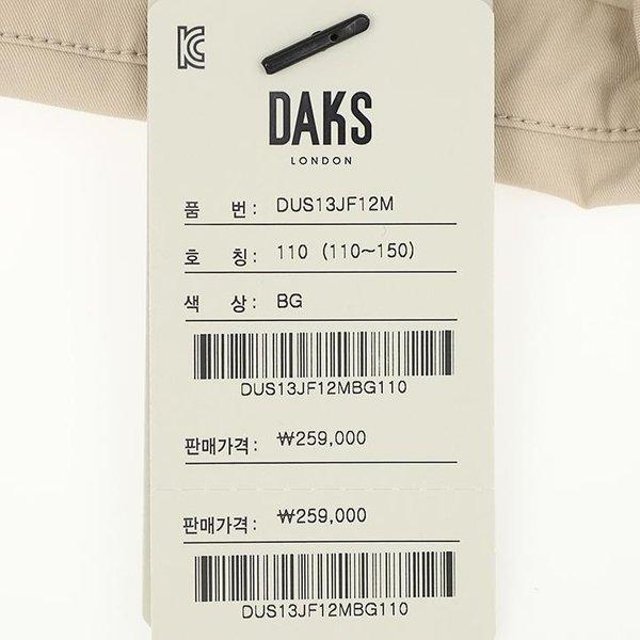 DAKS
LONDON
품 번: DUS13JF12M
호 칭: 110 (110~150)
색 상: BG
DUS13JF12MBG110
판매가격: ₩259,000
판매가격: ₩259,000
DUS13JF12MBG110